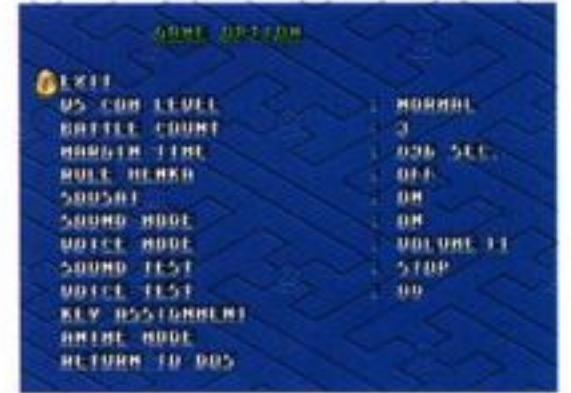 GAME OPTION
EXIT
VS COM LEVEL : NORMAL
BATTLE COUNT : 3
MARGIN TIME : 096 SEC.
RULE HENKA : OFF
SOUSAI : ON
SOUND MODE : ON
VOICE MODE : VOLUME 11
SOUND TEST : STOP
VOICE TEST : 00
KEY ASSIGNMENT
ANIME MODE
RETURN TO DOS